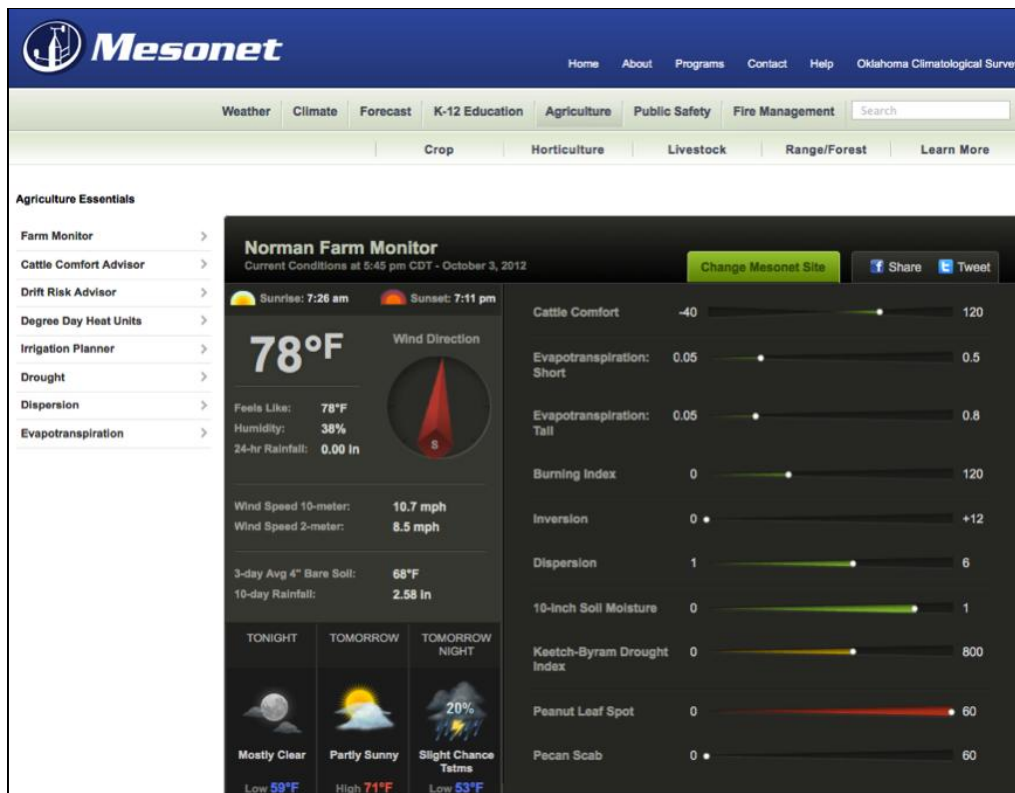 Mesonet
Home About Programs Contact Help Oklahoma Climatological Surve
Weather Climate Forecast K-12 Education Agriculture Public Safety Fire Management Search
Crop Horticulture Livestock Range/Forest Learn More
Agriculture Essentials
Farm Monitor
Cattle Comfort Advisor
Drift Risk Advisor
Degree Day Heat Units
Irrigation Planner
Drought
Dispersion
Evapotranspiration
Norman Farm Monitor
Current Conditions at 5:45 pm CDT - October 3, 2012
Change Mesonet Site
f Share
t Tweet
Sunrise: 7:26 am
Sunset: 7:11 pm
78°F
Wind Direction
S
Feels Like: 78°F
Humidity: 38%
24-hr Rainfall: 0.00 in
Wind Speed 10-meter: 10.7 mph
Wind Speed 2-meter: 8.5 mph
3-day Avg 4" Bare Soil: 68°F
10-day Rainfall: 2.58 in
TONIGHT
Mostly Clear
Low 59°F
TOMORROW
Partly Sunny
High 71°F
TOMORROW
NIGHT
20%
Slight Chance
Tstms
Low 53°F
Cattle Comfort -40 120
Evapotranspiration: 0.05 0.5
Short
Evapotranspiration: 0.05 0.8
Tall
Burning Index 0 120
Inversion 0 +12
Dispersion 1 6
10-inch Soil Moisture 0 1
Keetch-Byram Drought 0 800
Index
Peanut Leaf Spot 0 60
Pecan Scab 0 60